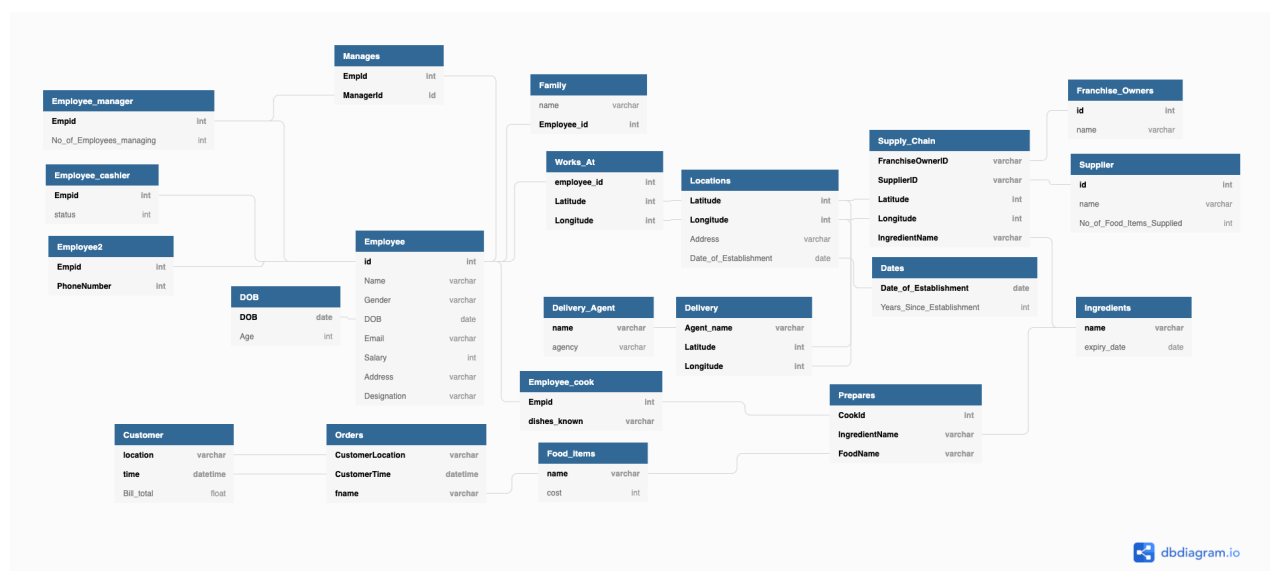 Manages
EmpId int
ManagerId Id
Employee_manager
Empid int
No_of_Employees_managing int
Employee_cashier
Empid int
status int
Employee2
Empid int
PhoneNumber int
DOB
DOB date
Age int
Employee
id int
Name varchar
Gender varchar
DOB date
Email varchar
Salary int
Address varchar
Designation varchar
Family
name varchar
Employee_id int
Works_At
employee_id int
Latitude int
Longitude int
Locations
Latitude int
Longitude int
Address varchar
Date_of_Establishment date
Supply_Chain
FranchiseOwnerID varchar
SupplierID varchar
Latitude int
Longitude int
IngredientName varchar
Franchise_Owners
id int
name varchar
Supplier
id int
name varchar
No_of_Food_Items_Supplied int
Dates
Date_of_Establishment date
Years_Since_Establishment int
Delivery_Agent
name varchar
agency varchar
Delivery
Agent_name varchar
Latitude int
Longitude int
Ingredients
name varchar
expiry_date date
Employee_cook
Empid int
dishes_known varchar
Prepares
CookId int
IngredientName varchar
FoodName varchar
Customer
location varchar
time datetime
Bill_total float
Orders
CustomerLocation varchar
CustomerTime datetime
fname varchar
Food_Items
name varchar
cost int
dbdiagram.io